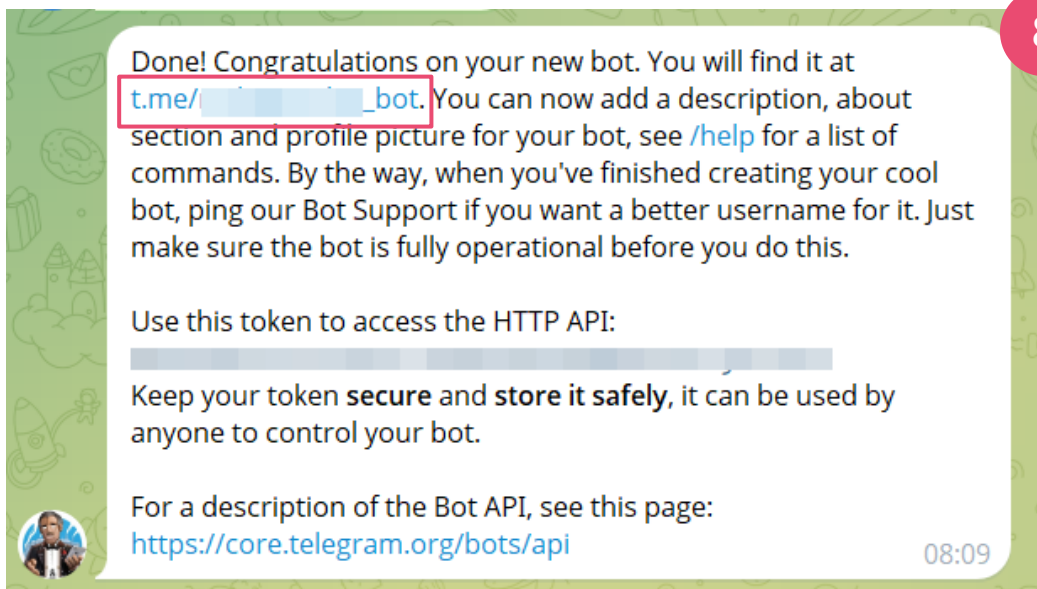 8
Done! Congratulations on your new bot. You will find it at
t.me/ _bot. You can now add a description, about
section and profile picture for your bot, see /help for a list of
commands. By the way, when you've finished creating your cool
bot, ping our Bot Support if you want a better username for it. Just
make sure the bot is fully operational before you do this.
Use this token to access the HTTP API:
Keep your token secure and store it safely, it can be used by
anyone to control your bot.
For a description of the Bot API, see this page:
https://core.telegram.org/bots/api
08:09